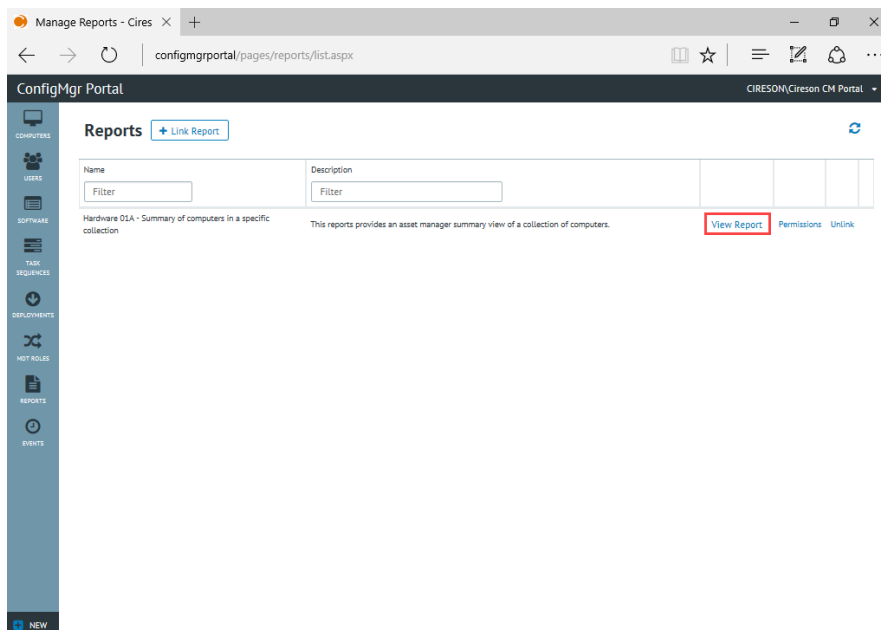 Manage Reports - Cires
configmgrportal/pages/reports/list.aspx
ConfigMgr Portal
CIRESON\Cireson CM Portal
COMPUTERS
USERS
SOFTWARE
TASK
SEQUENCES
DEPLOYMENTS
MDT ROLES
REPORTS
EVENTS
NEW
Reports
+ Link Report
Name
Description
Filter
Filter
Hardware 01A - Summary of computers in a specific
collection
This reports provides an asset manager summary view of a collection of computers.
View Report
Permissions
Unlink